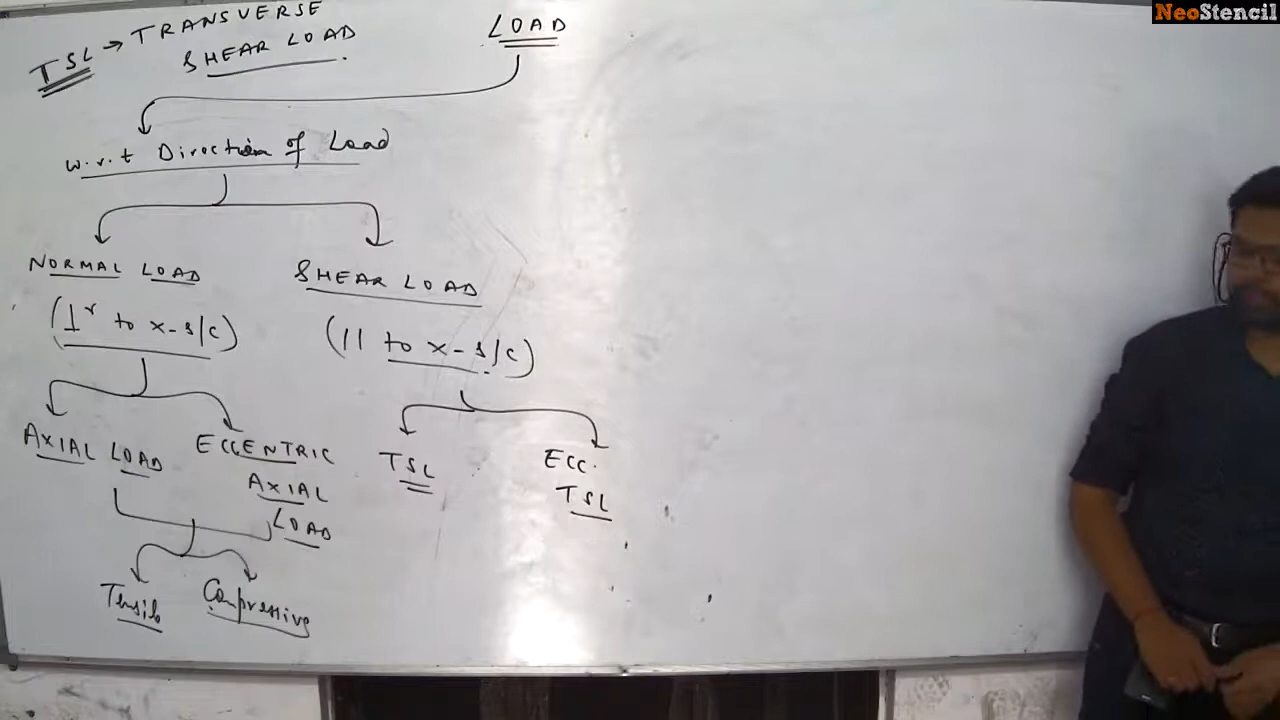 NeoStencil
TSL → TRANSVERSE
SHEAR LOAD
LOAD
w.r.t Direction of Load
NORMAL LOAD
(⊥r to x-s/c)
SHEAR LOAD
(|| to x-s/c)
AXIAL LOAD
ECCENTRIC
AXIAL
LOAD
TSL
ECC.
TSL
Tensile
Compressive